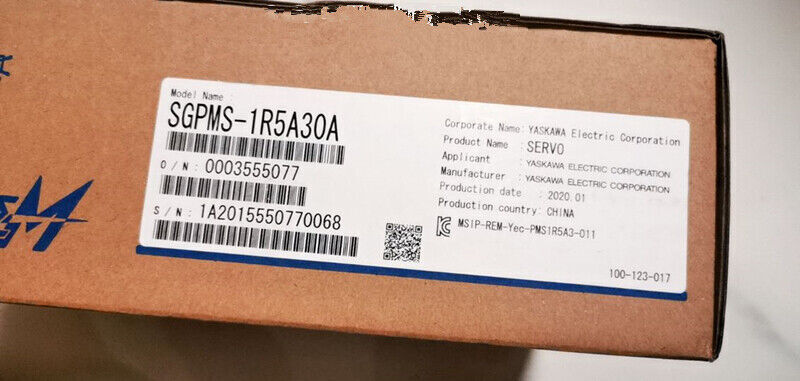 Model Name
SGPMS-1R5A30A
O/N: 0003555077
S/N: 1A2015550770068
Corporate Name: YASKAWA Electric Corporation
Product Name : SERVO
Applicant : YASKAWA ELECTRIC CORPORATION
Manufacturer : YASKAWA ELECTRIC CORPORATION
Production date : 2020.01
Production country: CHINA
MSIP-REM-Yec-PMS1R5A3-011
100-123-017